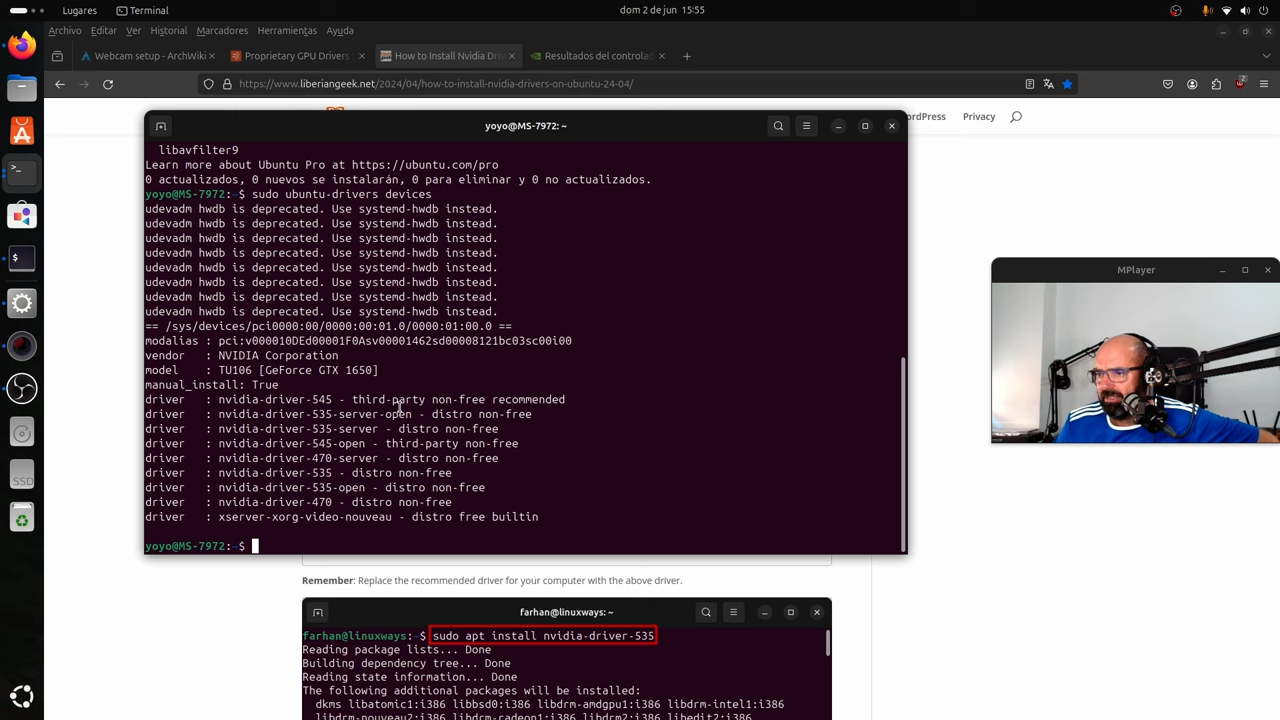 Lugares
Terminal
dom 2 de jun 15:55
Archivo Editar Ver Historial Marcadores Herramientas Ayuda
Webcam setup - ArchWiki
Proprietary GPU Drivers
How to Install Nvidia Driv
Resultados del controlad
https://www.liberiangeek.net/2024/04/how-to-install-nvidia-drivers-on-ubuntu-24-04/
2
ordPress
Privacy
yoyo@MS-7972: ~
libavfilter9
Learn more about Ubuntu Pro at https://ubuntu.com/pro
0 actualizados, 0 nuevos se instalarán, 0 para eliminar y 0 no actualizados.
yoyo@MS-7972:~$ sudo ubuntu-drivers devices
udevadm hwdb is deprecated. Use systemd-hwdb instead.
udevadm hwdb is deprecated. Use systemd-hwdb instead.
udevadm hwdb is deprecated. Use systemd-hwdb instead.
udevadm hwdb is deprecated. Use systemd-hwdb instead.
udevadm hwdb is deprecated. Use systemd-hwdb instead.
udevadm hwdb is deprecated. Use systemd-hwdb instead.
udevadm hwdb is deprecated. Use systemd-hwdb instead.
udevadm hwdb is deprecated. Use systemd-hwdb instead.
== /sys/devices/pci0000:00/0000:00:01.0/0000:01:00.0 ==
modalias : pci:v000010DEd00001F0Asv00001462sd00008121bc03sc00i00
vendor : NVIDIA Corporation
model : TU106 [GeForce GTX 1650]
manual_install: True
driver : nvidia-driver-545 - third-party non-free recommended
driver : nvidia-driver-535-server-open - distro non-free
driver : nvidia-driver-535-server - distro non-free
driver : nvidia-driver-545-open - third-party non-free
driver : nvidia-driver-470-server - distro non-free
driver : nvidia-driver-535 - distro non-free
driver : nvidia-driver-535-open - distro non-free
driver : nvidia-driver-470 - distro non-free
driver : xserver-xorg-video-nouveau - distro free builtin
yoyo@MS-7972:~$
MPlayer
SSD
Remember: Replace the recommended driver for your computer with the above driver.
farhan@linuxways: ~
farhan@linuxways:~$ sudo apt install nvidia-driver-535
Reading package lists... Done
Building dependency tree... Done
Reading state information... Done
The following additional packages will be installed:
dkms libatomic1:i386 libbsd0:i386 libdrm-amdgpu1:i386 libdrm-intel1:i386
libdrm-nouveau2:i386 libdrm-radeon1:i386 libdrm2:i386 libedit2:i386